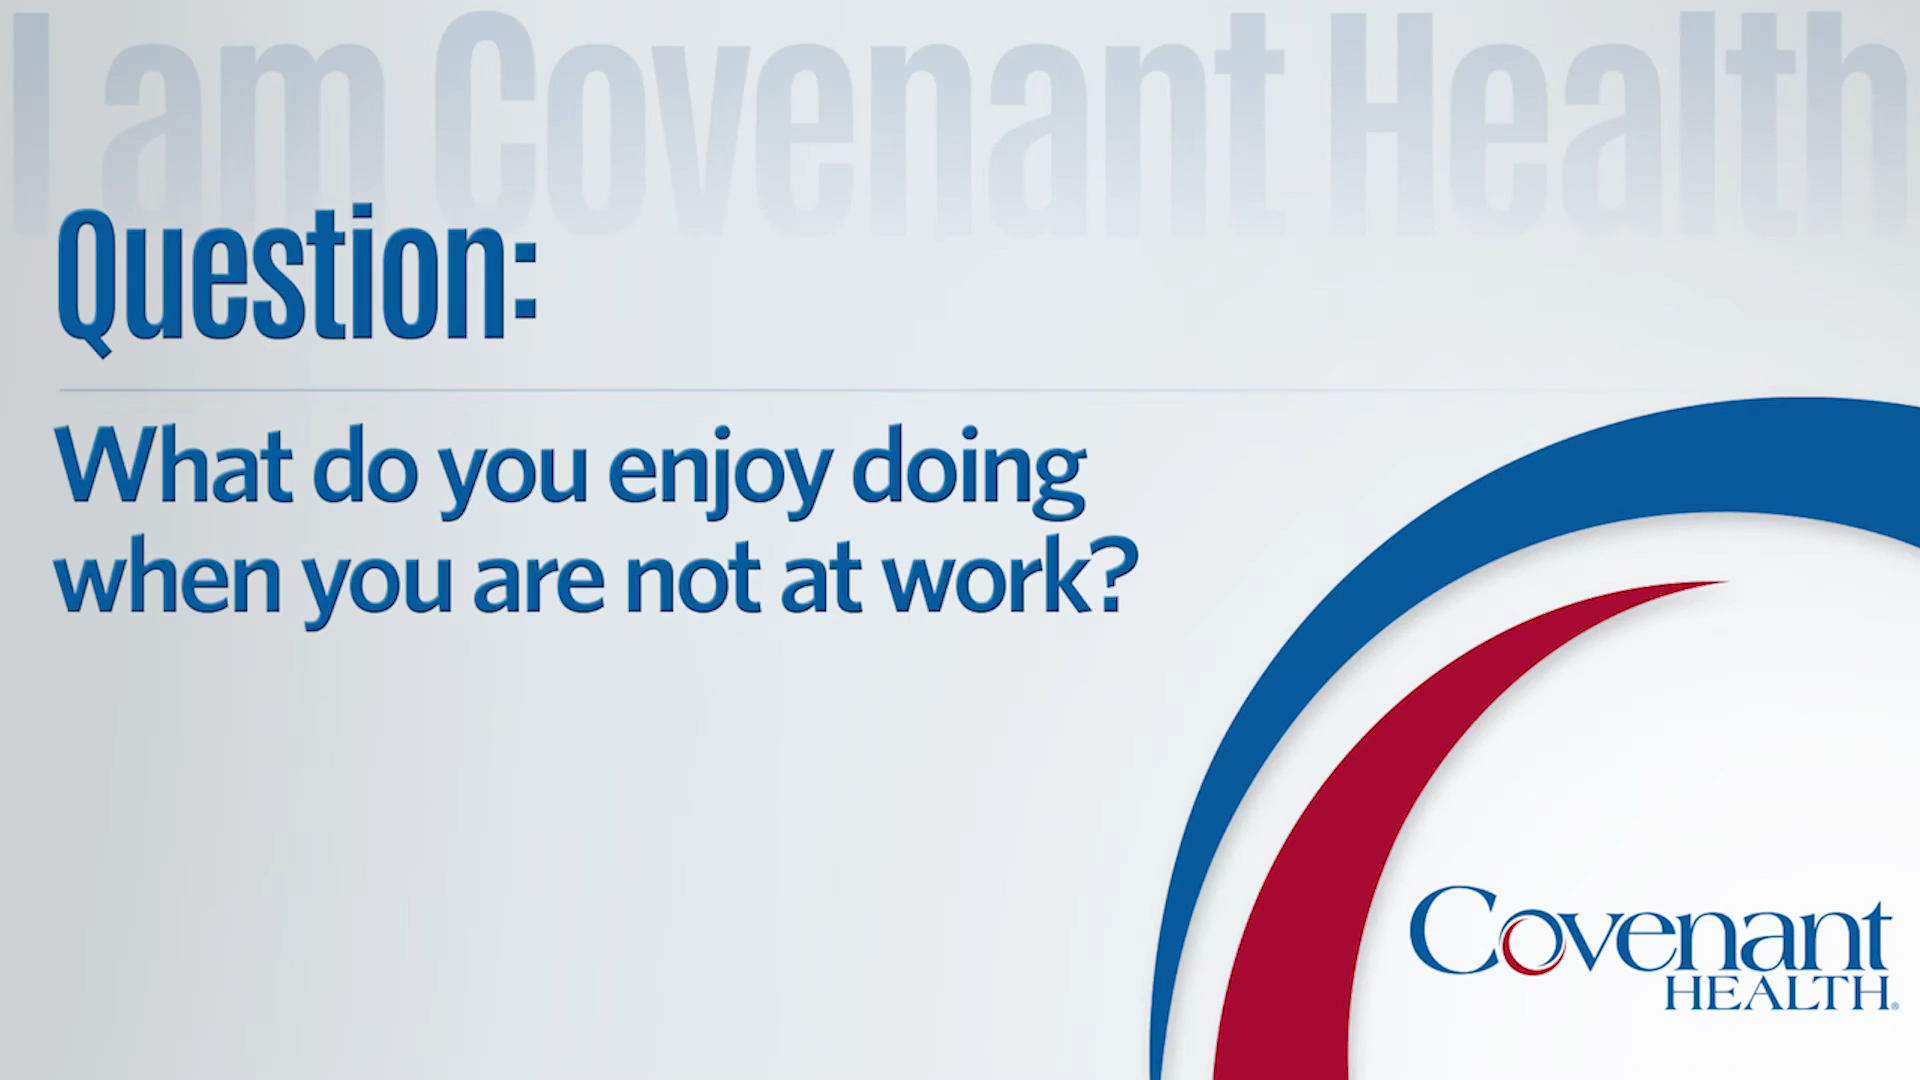 I am Covenant Health
Question:
What do you enjoy doing
when you are not at work?
Covenant
HEALTH®